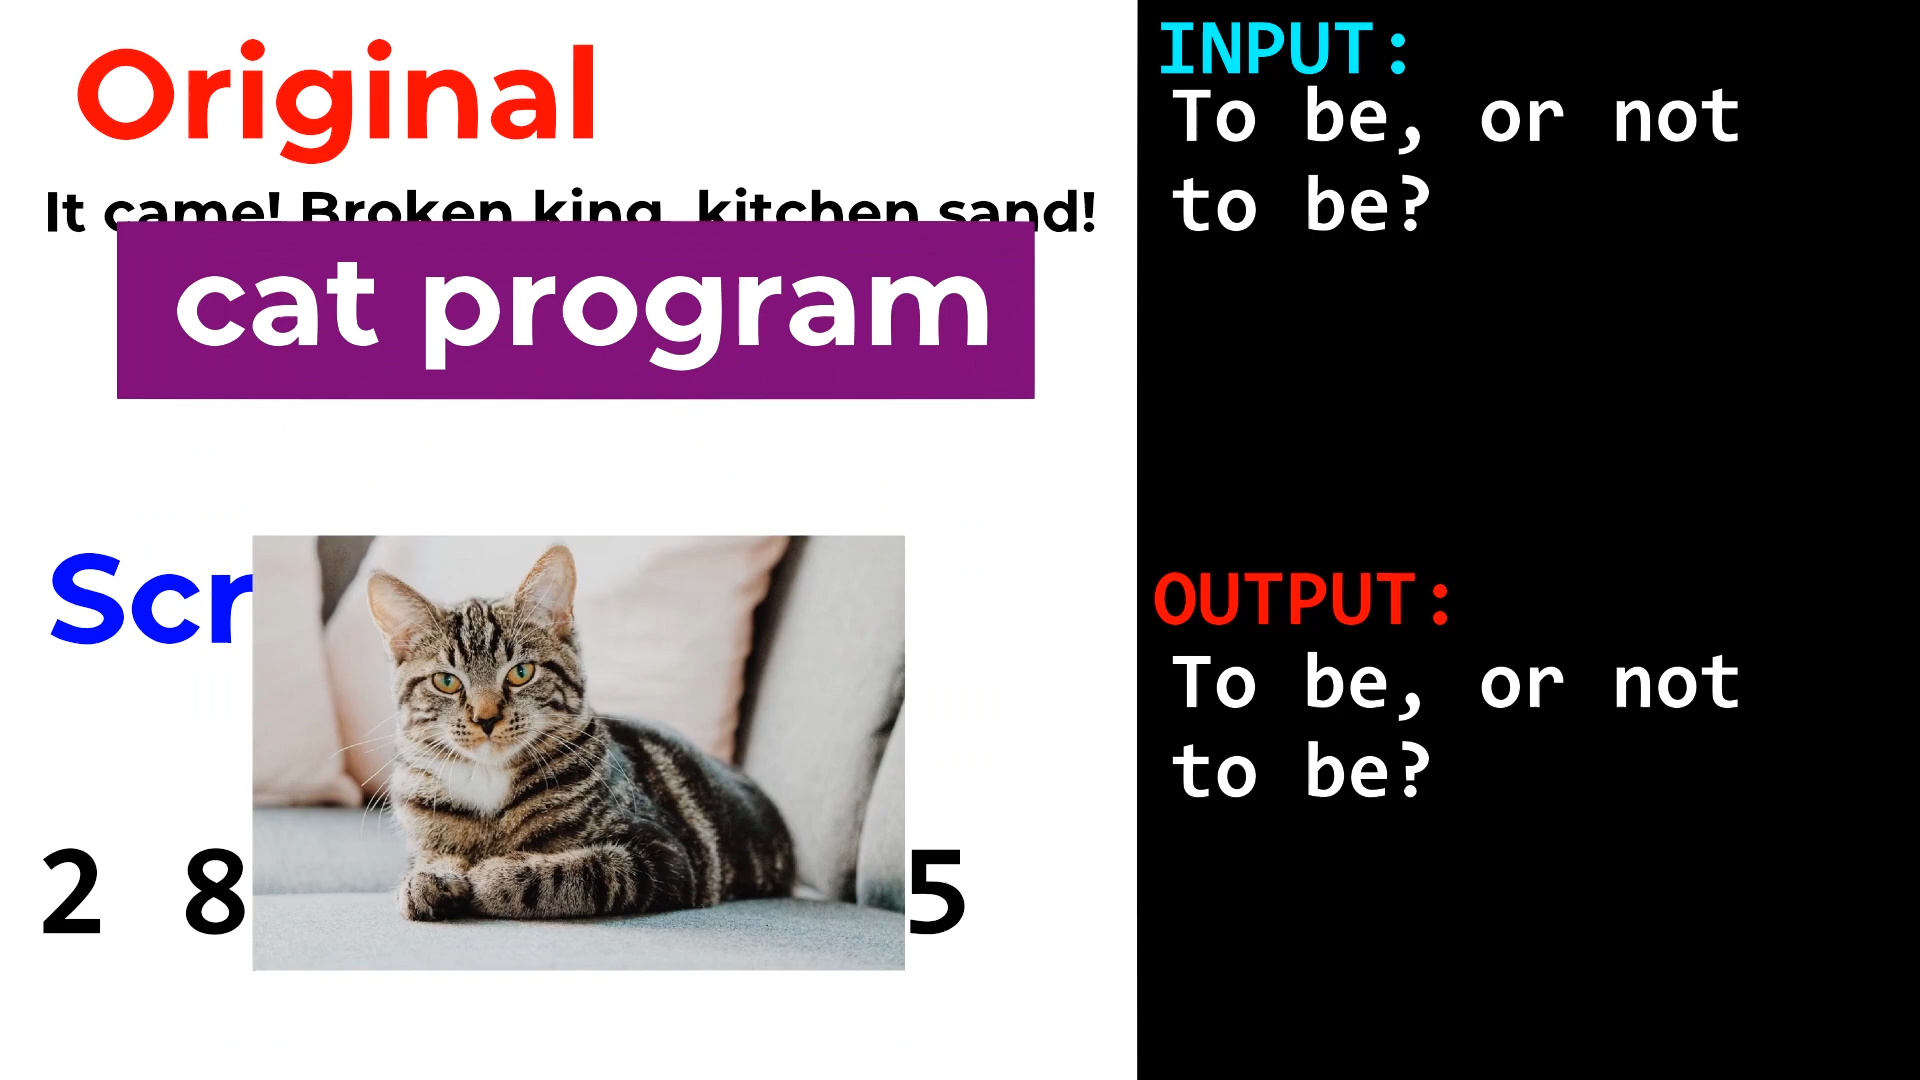 Original
It came! Broken king, kitchen sand!
cat program
Scr
2 8 5
INPUT:
To be, or not
to be?
OUTPUT:
To be, or not
to be?